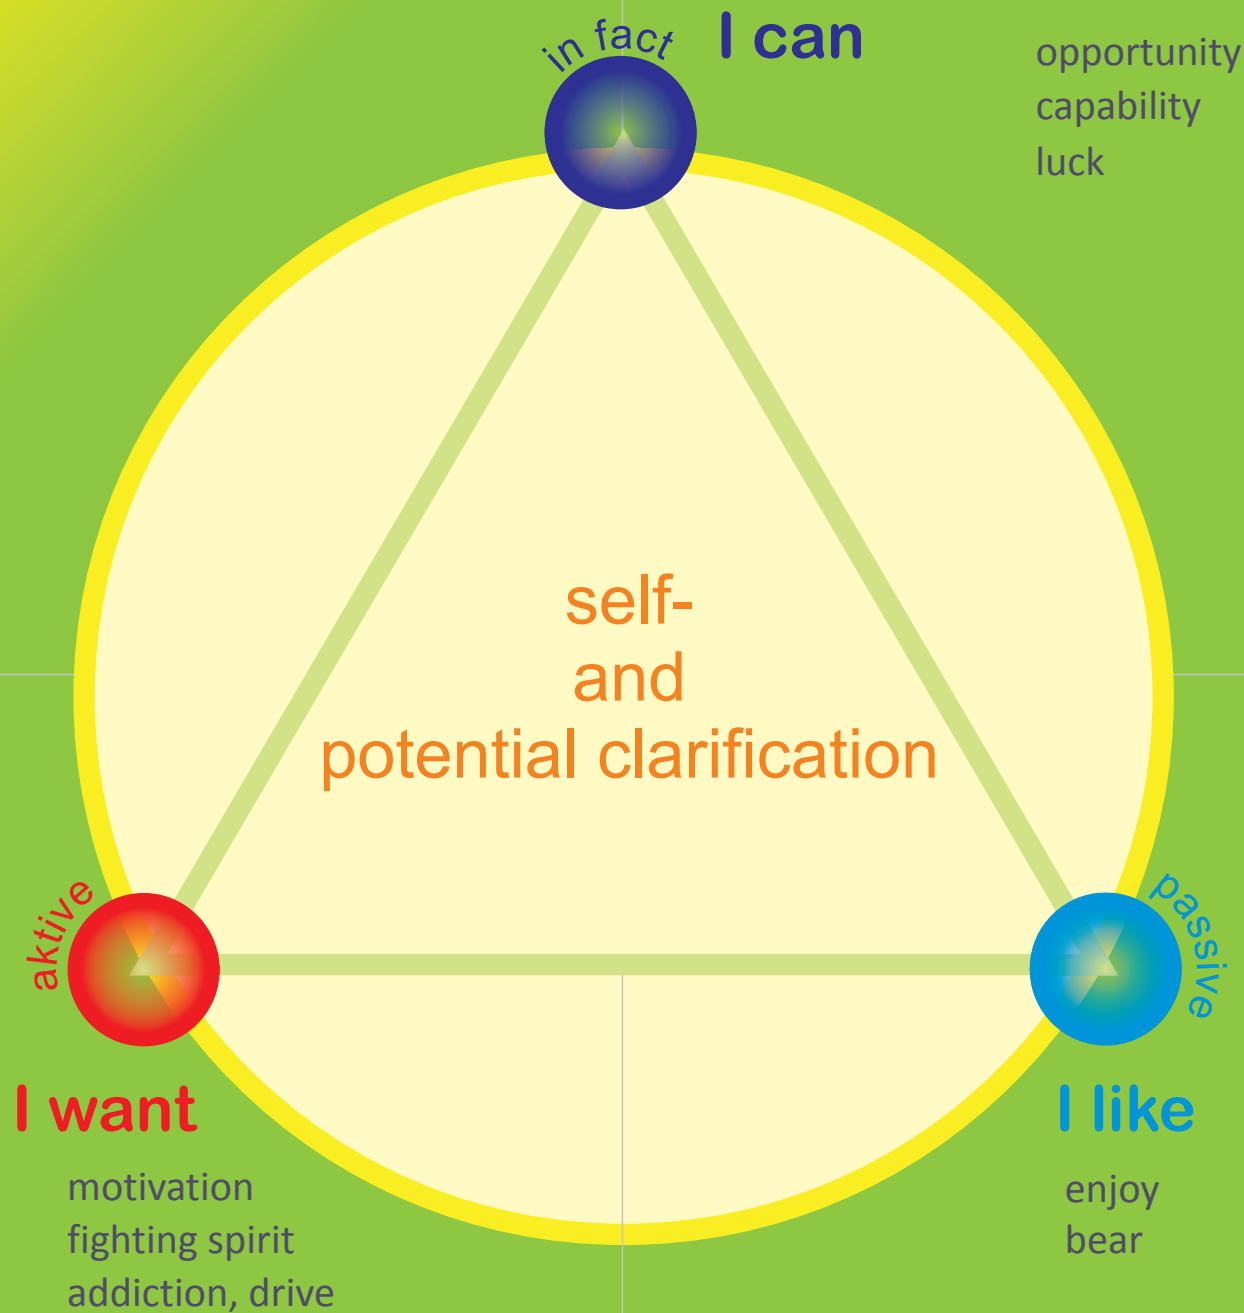 in fact
I can
opportunity
capability
luck
self-
and
potential clarification
aktive
passive
I want
motivation
fighting spirit
addiction, drive
I like
enjoy
bear